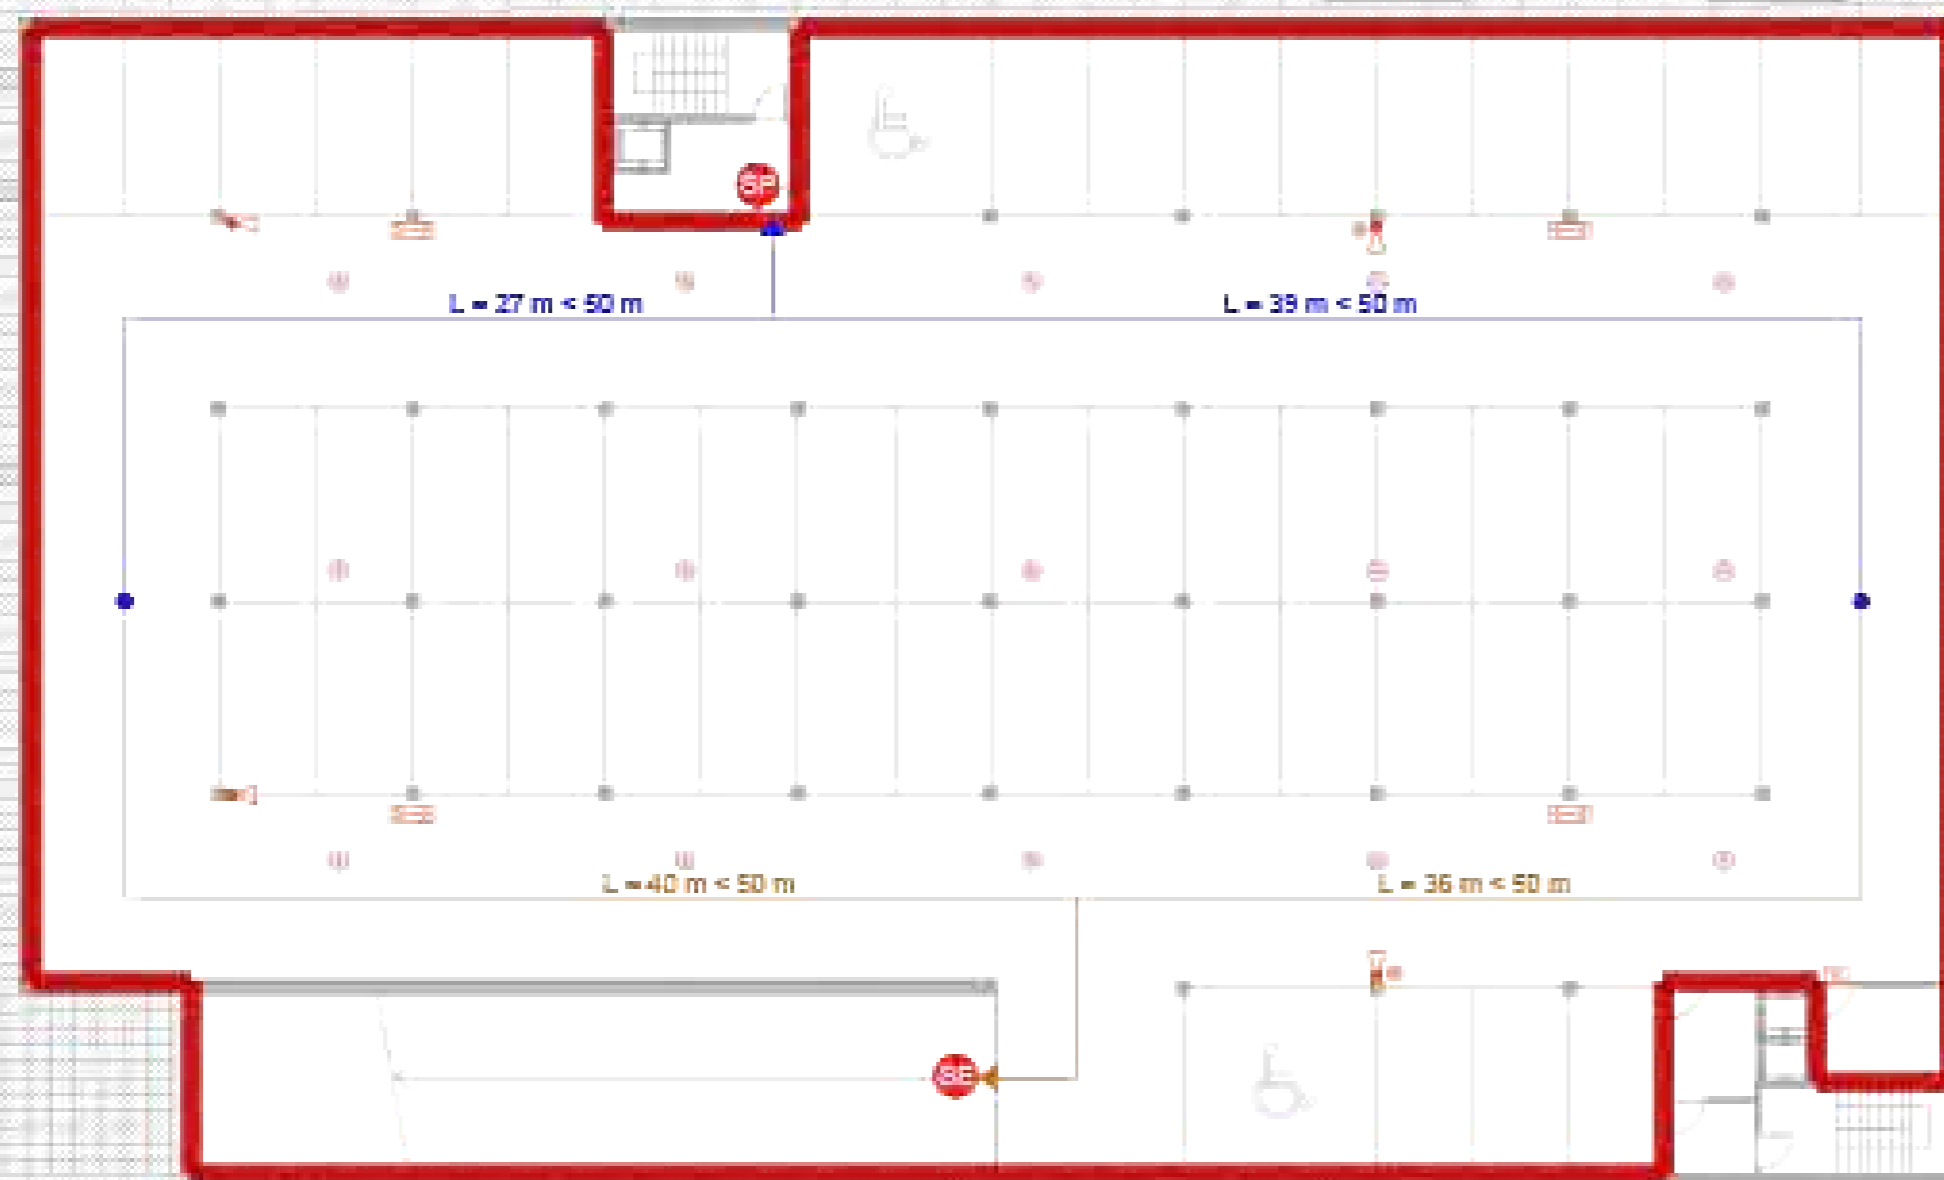 SP
L = 27 m < 50 m
L = 39 m < 50 m
L = 40 m < 50 m
L = 36 m < 50 m
SE